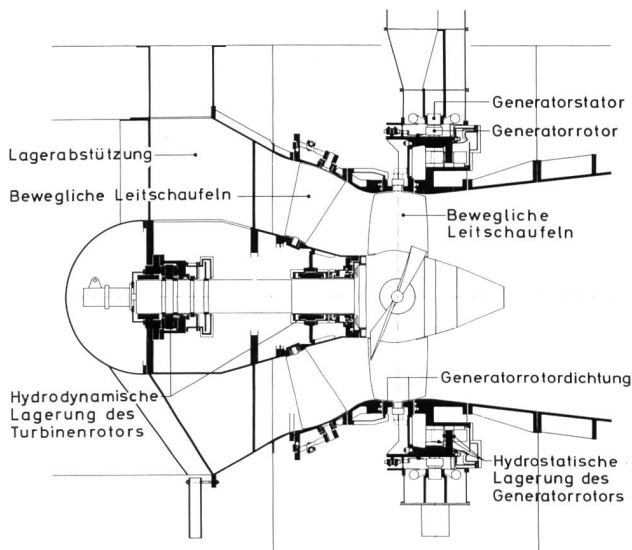 Generatorstator
Generatorrotor
Lagerabstützung
Bewegliche Leitschaufeln
Bewegliche
Leitschaufeln
Generatorrotordichtung
Hydrodynamische
Lagerung des
Turbinenrotors
Hydrostatische
Lagerung des
Generatorrotors